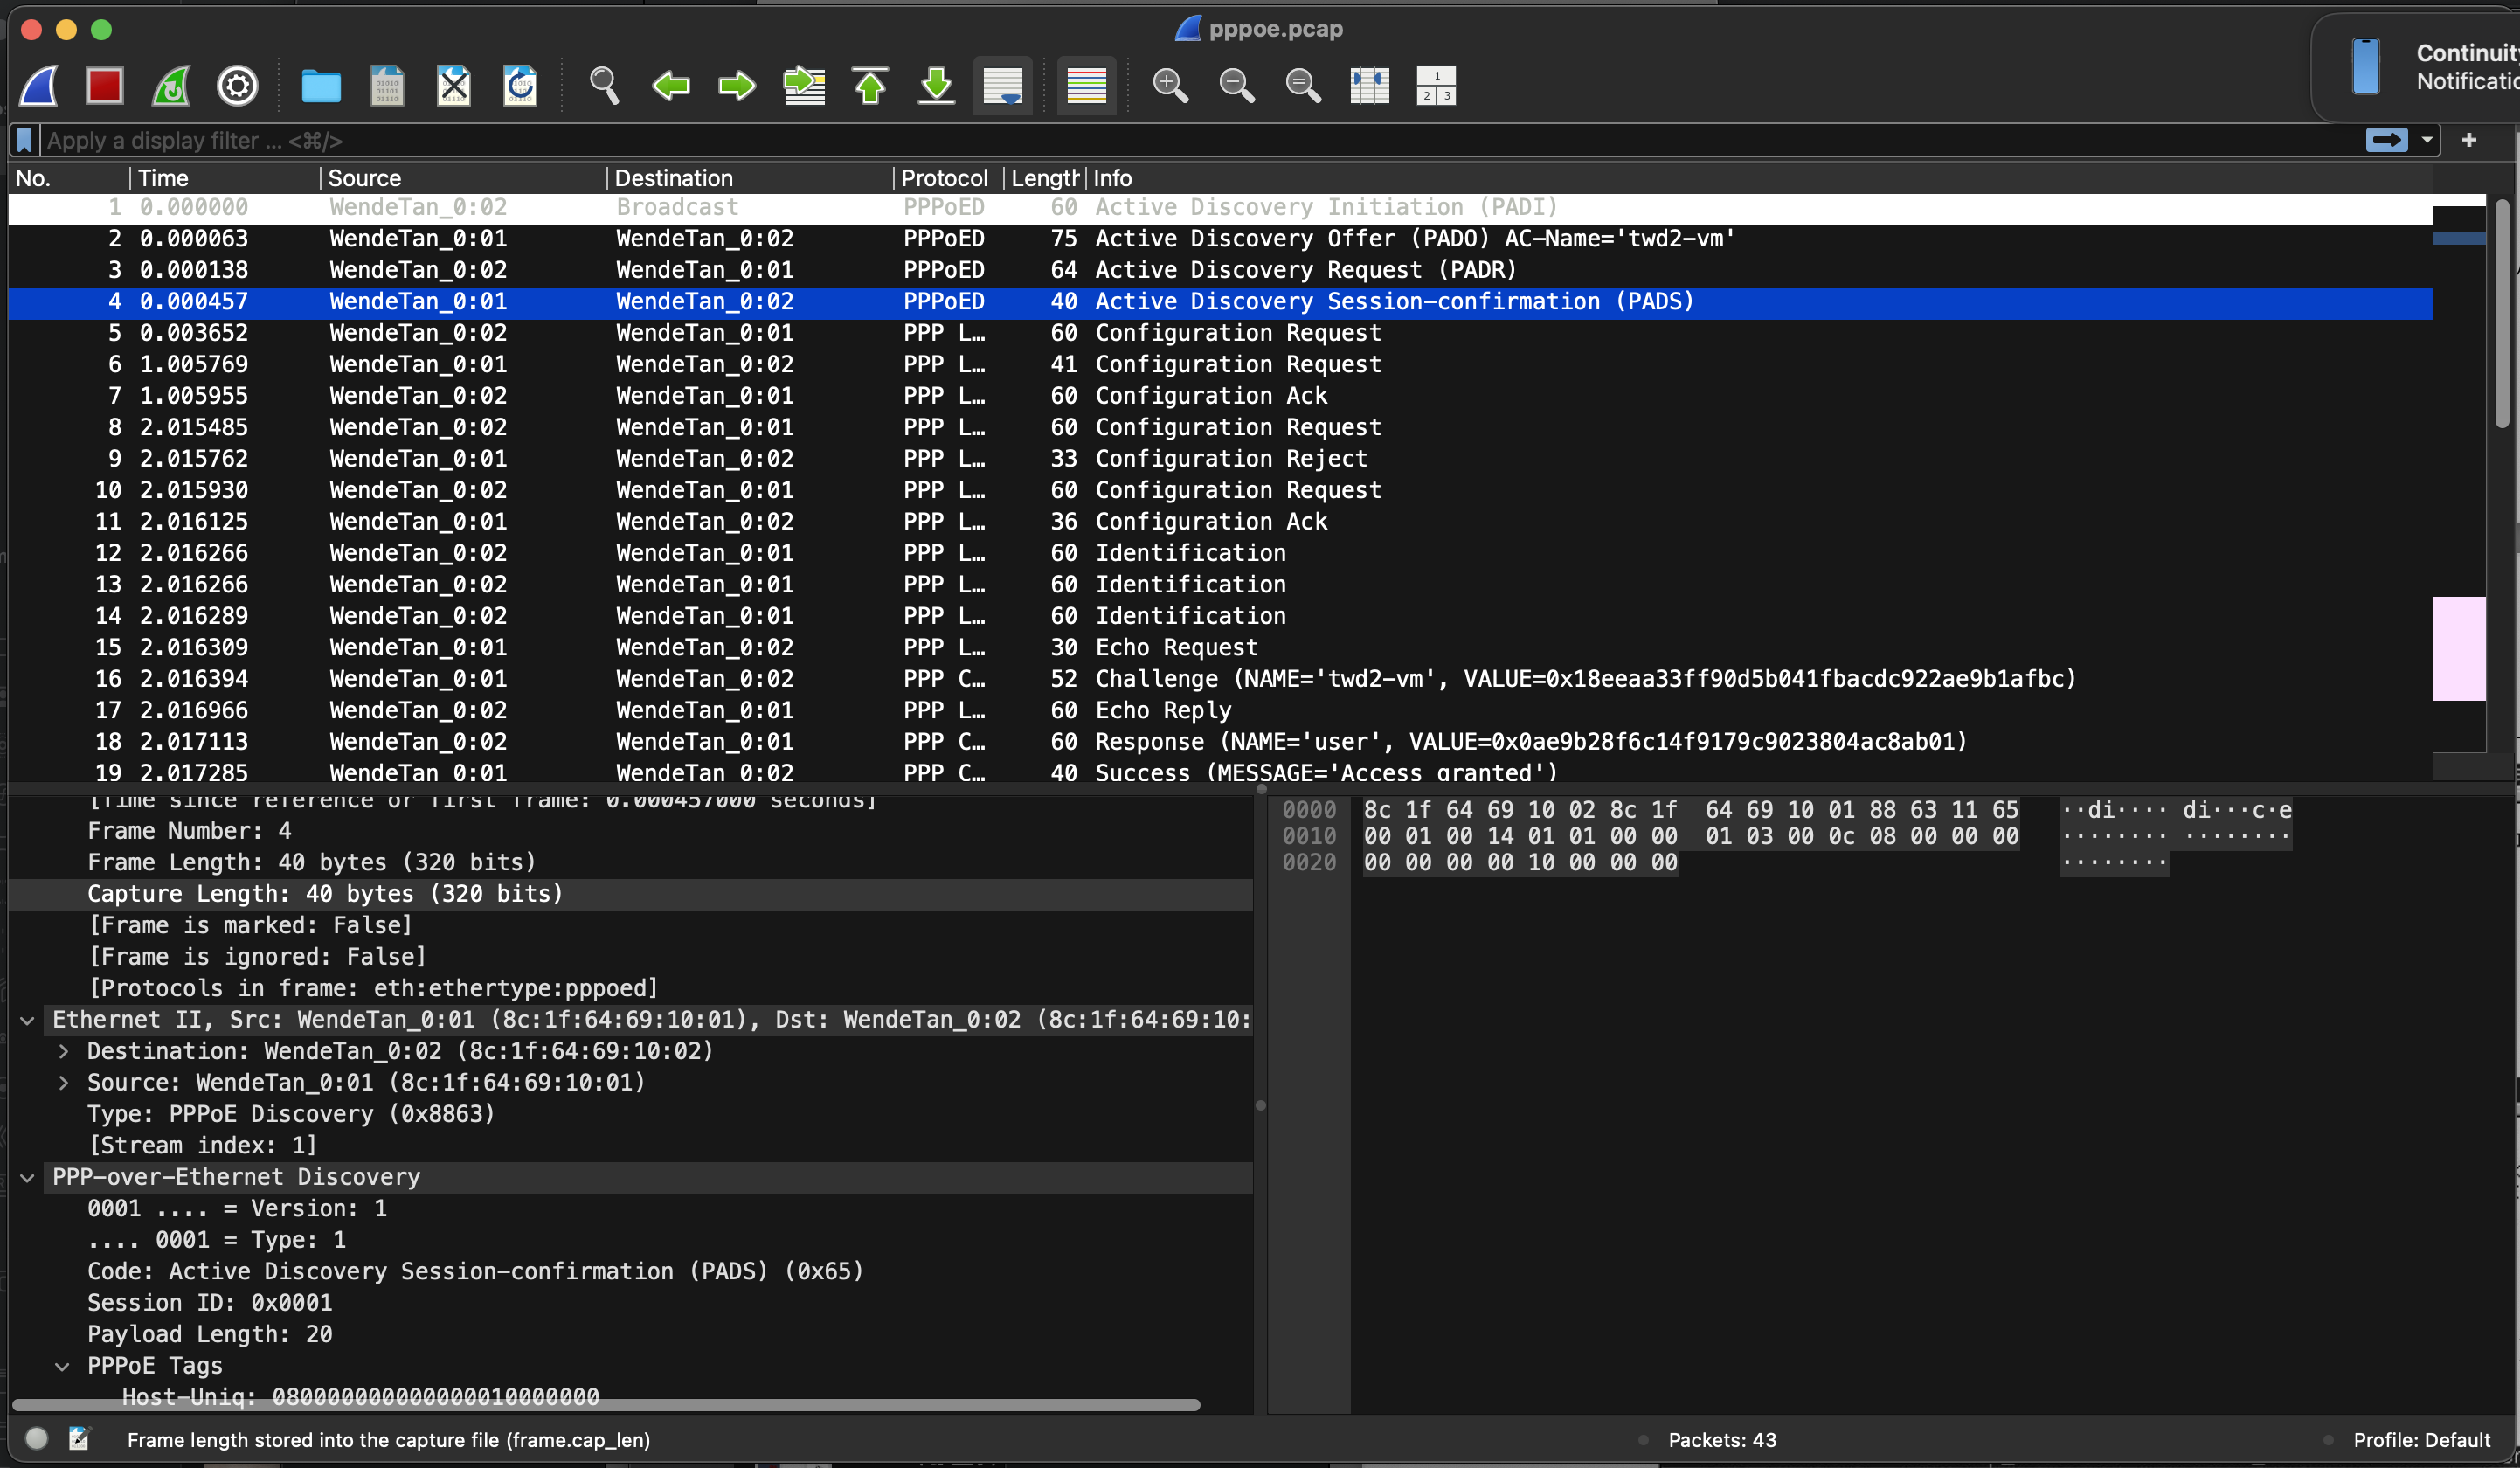 pppoe.pcap
Continuity
Notificatio
Apply a display filter ... <⌘/>
No. Time Source Destination Protocol Length Info
1 0.000000 WendeTan_0:02 Broadcast PPPoED 60 Active Discovery Initiation (PADI)
2 0.000063 WendeTan_0:01 WendeTan_0:02 PPPoED 75 Active Discovery Offer (PADO) AC-Name='twd2-vm'
3 0.000138 WendeTan_0:02 WendeTan_0:01 PPPoED 64 Active Discovery Request (PADR)
4 0.000457 WendeTan_0:01 WendeTan_0:02 PPPoED 40 Active Discovery Session-confirmation (PADS)
5 0.003652 WendeTan_0:02 WendeTan_0:01 PPP L… 60 Configuration Request
6 1.005769 WendeTan_0:01 WendeTan_0:02 PPP L… 41 Configuration Request
7 1.005955 WendeTan_0:02 WendeTan_0:01 PPP L… 60 Configuration Ack
8 2.015485 WendeTan_0:02 WendeTan_0:01 PPP L… 60 Configuration Request
9 2.015762 WendeTan_0:01 WendeTan_0:02 PPP L… 33 Configuration Reject
10 2.015930 WendeTan_0:02 WendeTan_0:01 PPP L… 60 Configuration Request
11 2.016125 WendeTan_0:01 WendeTan_0:02 PPP L… 36 Configuration Ack
12 2.016266 WendeTan_0:02 WendeTan_0:01 PPP L… 60 Identification
13 2.016266 WendeTan_0:02 WendeTan_0:01 PPP L… 60 Identification
14 2.016289 WendeTan_0:02 WendeTan_0:01 PPP L… 60 Identification
15 2.016309 WendeTan_0:01 WendeTan_0:02 PPP L… 30 Echo Request
16 2.016394 WendeTan_0:01 WendeTan_0:02 PPP C… 52 Challenge (NAME='twd2-vm', VALUE=0x18eeaa33ff90d5b041fbacdc922ae9b1afbc)
17 2.016966 WendeTan_0:02 WendeTan_0:01 PPP L… 60 Echo Reply
18 2.017113 WendeTan_0:02 WendeTan_0:01 PPP C… 60 Response (NAME='user', VALUE=0x0ae9b28f6c14f9179c9023804ac8ab01)
19 2.017285 WendeTan_0:01 WendeTan_0:02 PPP C… 40 Success (MESSAGE='Access granted')
[Time since reference or first frame: 0.000457000 seconds]
Frame Number: 4
Frame Length: 40 bytes (320 bits)
Capture Length: 40 bytes (320 bits)
[Frame is marked: False]
[Frame is ignored: False]
[Protocols in frame: eth:ethertype:pppoed]
Ethernet II, Src: WendeTan_0:01 (8c:1f:64:69:10:01), Dst: WendeTan_0:02 (8c:1f:64:69:10:
Destination: WendeTan_0:02 (8c:1f:64:69:10:02)
Source: WendeTan_0:01 (8c:1f:64:69:10:01)
Type: PPPoE Discovery (0x8863)
[Stream index: 1]
PPP-over-Ethernet Discovery
0001 .... = Version: 1
.... 0001 = Type: 1
Code: Active Discovery Session-confirmation (PADS) (0x65)
Session ID: 0x0001
Payload Length: 20
PPPoE Tags
Host-Uniq: 080000000000000010000000
0000 8c 1f 64 69 10 02 8c 1f 64 69 10 01 88 63 11 65 ··di···· di···c·e
0010 00 01 00 14 01 01 00 00 01 03 00 0c 08 00 00 00 ········ ········
0020 00 00 00 00 10 00 00 00 ········
Frame length stored into the capture file (frame.cap_len)
Packets: 43
Profile: Default